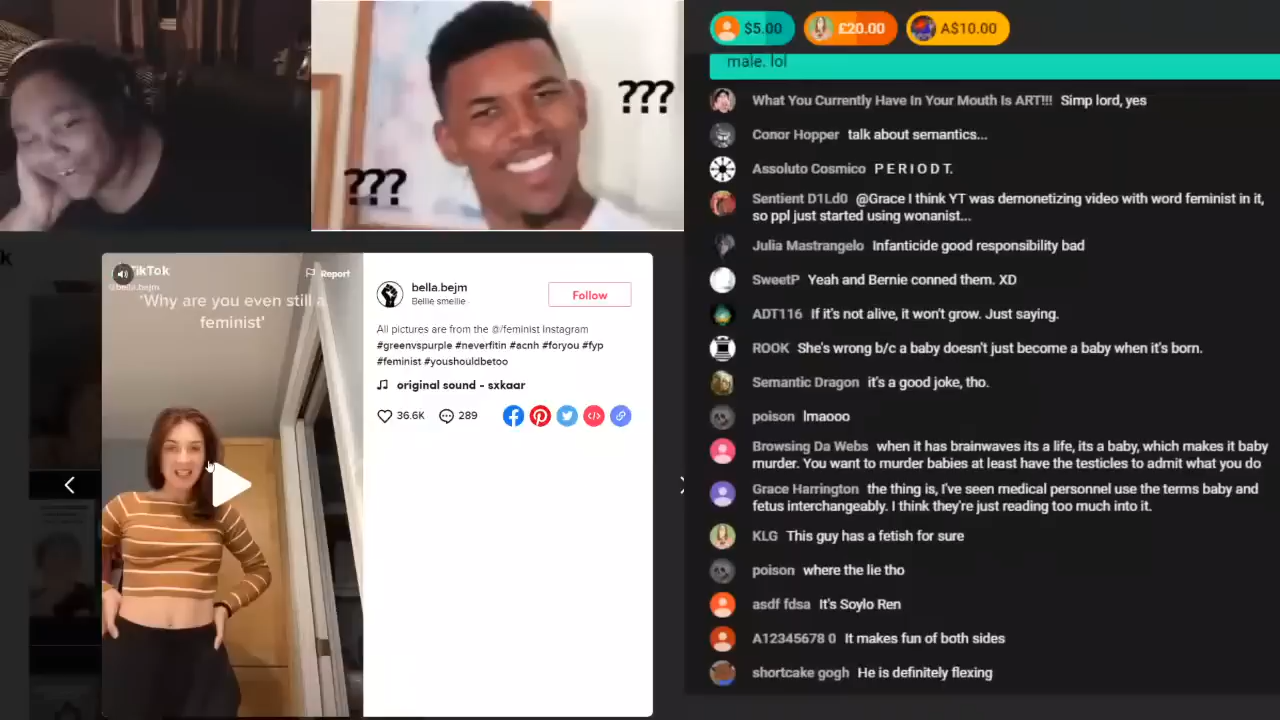 ???
???
k
TikTok
@bella.bejm
Report
"Why are you even still a
feminist'
bella.bejm
Bellie smellie
Follow
All pictures are from the @/feminist Instagram
#greenvspurple #neverfitin #acnh #foryou #fyp
#feminist #youshouldbetoo
original sound - sxkaar
36.6K
289
$5.00
£20.00
A$10.00
male. lol
What You Currently Have In Your Mouth Is ART!!! Simp lord, yes
Conor Hopper talk about semantics...
Assoluto Cosmico P E R I O D T.
Sentient D1Ld0 @Grace I think YT was demonetizing video with word feminist in it,
so ppl just started using wonanist...
Julia Mastrangelo Infanticide good responsibility bad
SweetP Yeah and Bernie conned them. XD
ADT116 If it's not alive, it won't grow. Just saying.
ROOK She's wrong b/c a baby doesn't just become a baby when it's born.
Semantic Dragon it's a good joke, tho.
poison lmaooo
Browsing Da Webs when it has brainwaves its a life, its a baby, which makes it baby
murder. You want to murder babies at least have the testicles to admit what you do
Grace Harrington the thing is, I've seen medical personnel use the terms baby and
fetus interchangeably. I think they're just reading too much into it.
KLG This guy has a fetish for sure
poison where the lie tho
asdf fdsa It's Soylo Ren
A12345678 0 It makes fun of both sides
shortcake gogh He is definitely flexing